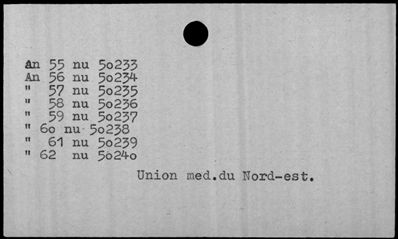 An 55 nu 50233
An 56 nu 50234
" 57 nu 50235
" 58 nu 50236
" 59 nu 50237
" 60 nu 50238
" 61 nu 50239
" 62 nu 50240
Union med.du Nord-est.